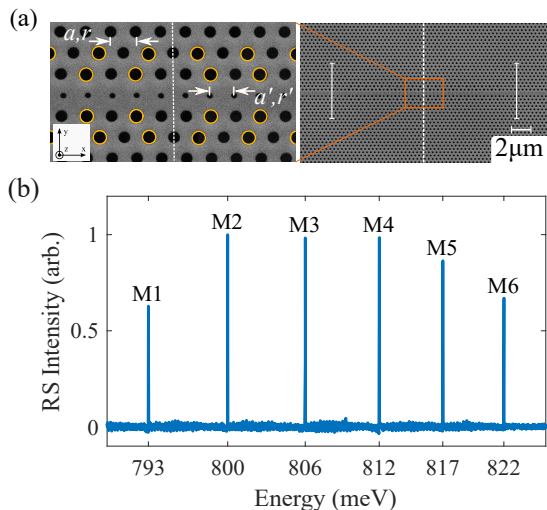 (a)
a,r
a',r'
y
z
x
2μm
(b)
RS Intensity (arb.)
1
0.5
0
M1
M2
M3
M4
M5
M6
793
800
806
812
817
822
Energy (meV)